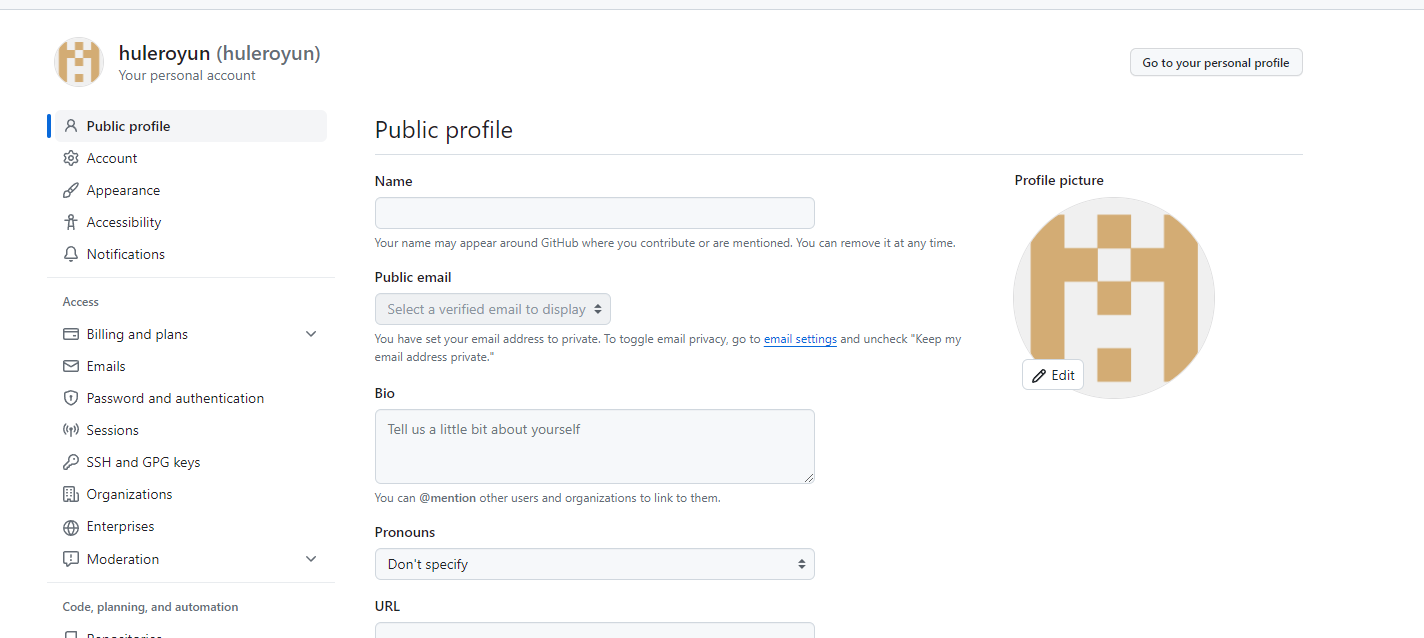 huleroyun (huleroyun)
Your personal account
Go to your personal profile
Public profile
Account
Appearance
Accessibility
Notifications
Access
Billing and plans
Emails
Password and authentication
Sessions
SSH and GPG keys
Organizations
Enterprises
Moderation
Code, planning, and automation
Repositories
Public profile
Name
Your name may appear around GitHub where you contribute or are mentioned. You can remove it at any time.
Public email
Select a verified email to display
You have set your email address to private. To toggle email privacy, go to email settings and uncheck "Keep my
email address private."
Bio
Tell us a little bit about yourself
You can @mention other users and organizations to link to them.
Pronouns
Don't specify
URL
Profile picture
Edit